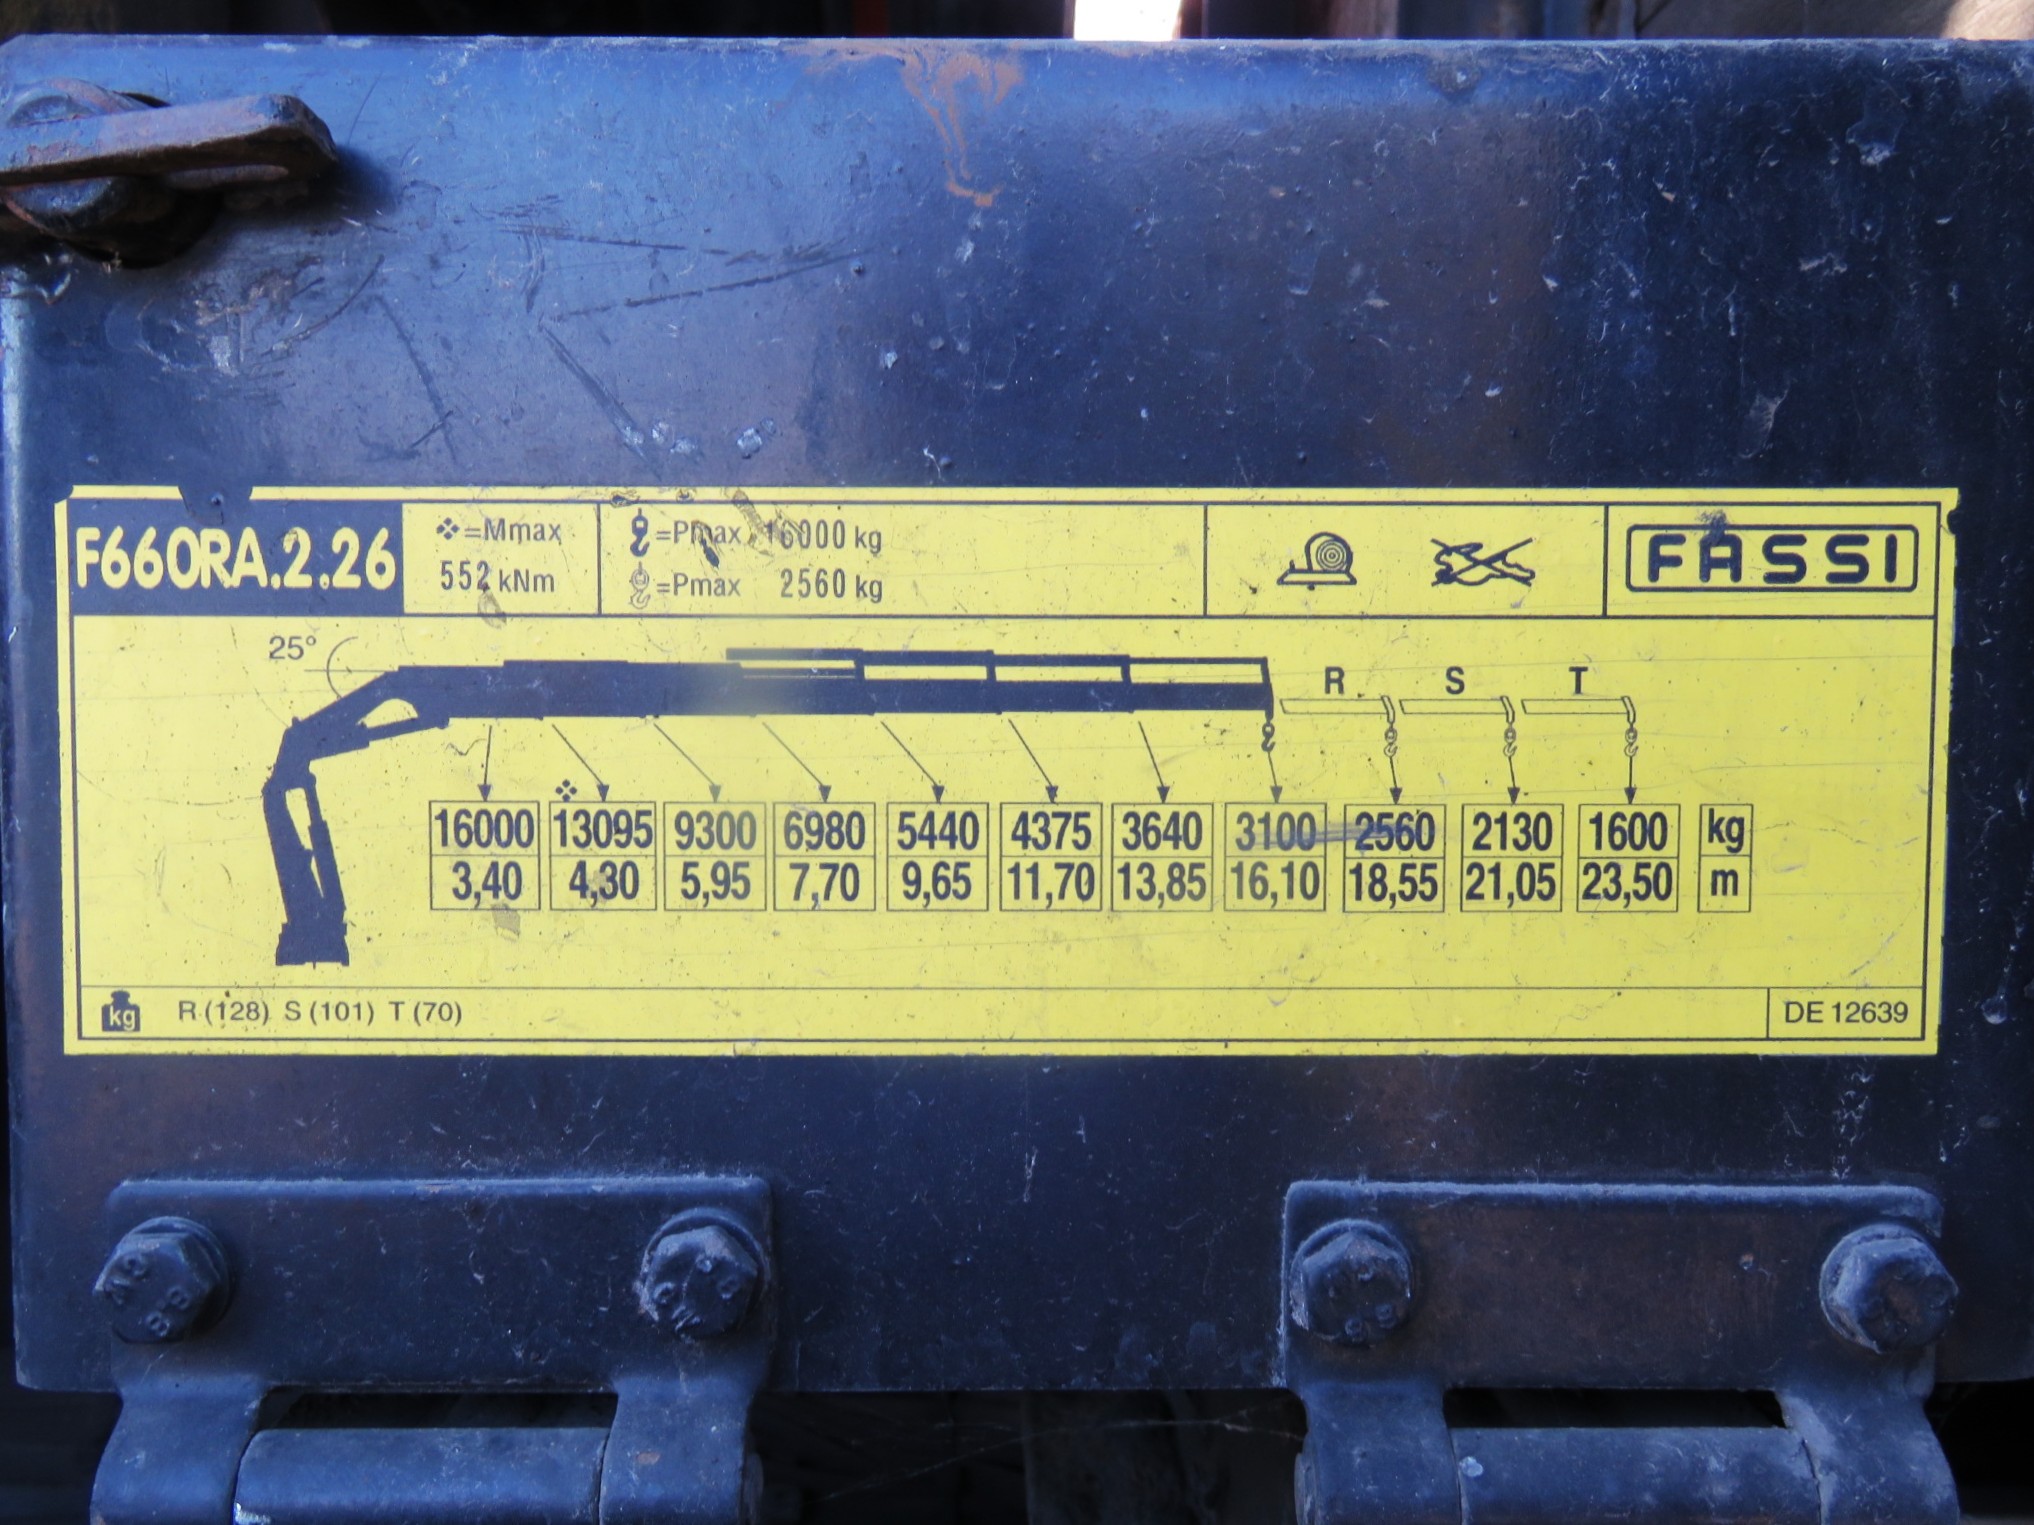 F660RA.2.26
❖=Mmax
552 kNm
=Pmax 16000 kg
=Pmax 2560 kg
FASSI
25°
R S T
16000 13095 9300 6980 5440 4375 3640 3100 2560 2130 1600 kg
3,40 4,30 5,95 7,70 9,65 11,70 13,85 16,10 18,55 21,05 23,50 m
kg R (128) S (101) T (70)
DE 12639